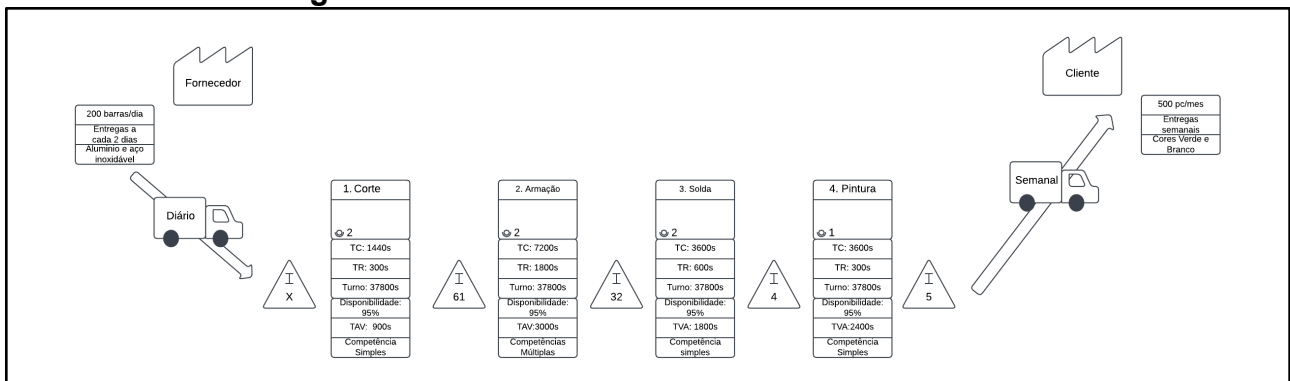 Fornecedor
Cliente
200 barras/dia
Entregas a
cada 2 dias
Aluminio e aço
inoxidável
500 pc/mes
Entregas
semanais
Cores Verde e
Branco
Diário
Semanal
1. Corte
2
TC: 1440s
TR: 300s
Turno: 37800s
Disponibilidade:
95%
TAV: 900s
Competência
Simples
2. Armação
2
TC: 7200s
TR: 1800s
Turno: 37800s
Disponibilidade:
95%
TAV:3000s
Competências
Múltiplas
3. Solda
2
TC: 3600s
TR: 600s
Turno: 37800s
Disponibilidade:
95%
TVA: 1800s
Competência
simples
4. Pintura
1
TC: 3600s
TR: 300s
Turno: 37800s
Disponibilidade:
95%
TVA:2400s
Competência
Simples
I
X
I
61
I
32
I
4
I
5